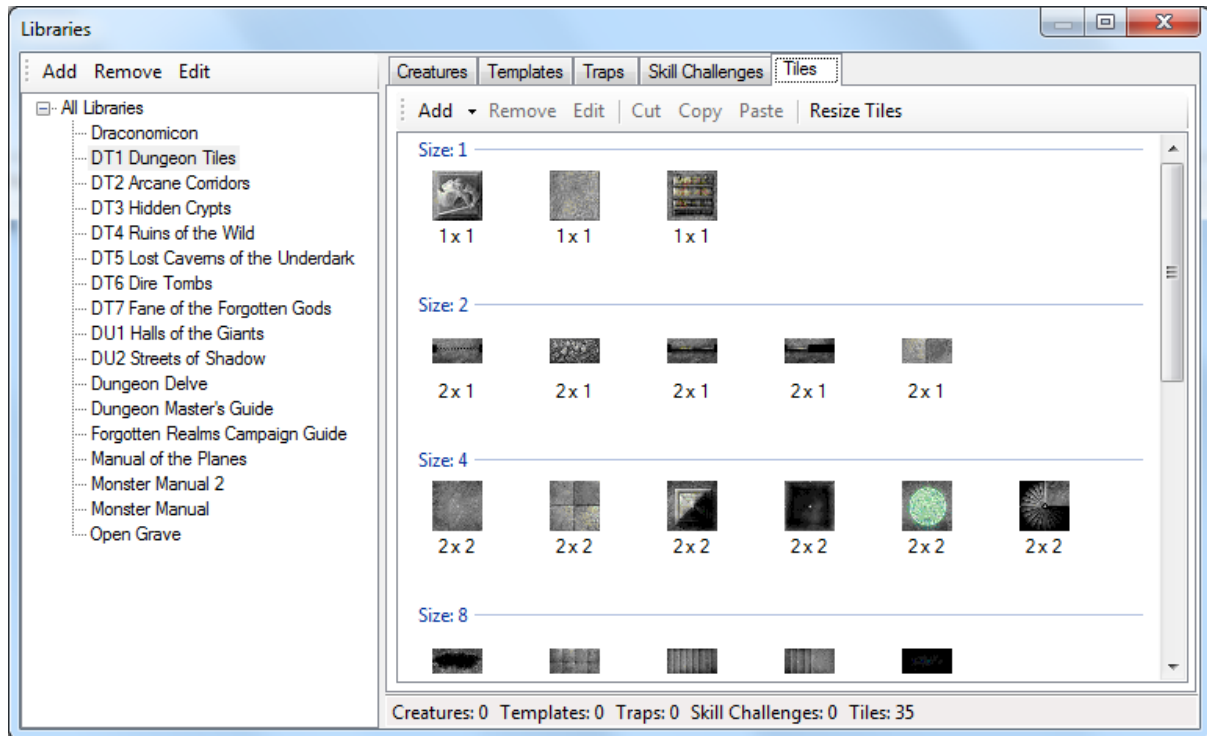 Libraries
Add Remove Edit
All Libraries
Draconomicon
DT1 Dungeon Tiles
DT2 Arcane Corridors
DT3 Hidden Crypts
DT4 Ruins of the Wild
DT5 Lost Caverns of the Underdark
DT6 Dire Tombs
DT7 Fane of the Forgotten Gods
DU1 Halls of the Giants
DU2 Streets of Shadow
Dungeon Delve
Dungeon Master's Guide
Forgotten Realms Campaign Guide
Manual of the Planes
Monster Manual 2
Monster Manual
Open Grave
Creatures Templates Traps Skill Challenges Tiles
Add Remove Edit Cut Copy Paste Resize Tiles
Size: 1
1 x 1 1 x 1 1 x 1
Size: 2
2 x 1 2 x 1 2 x 1 2 x 1 2 x 1
Size: 4
2 x 2 2 x 2 2 x 2 2 x 2 2 x 2 2 x 2
Size: 8
Creatures: 0 Templates: 0 Traps: 0 Skill Challenges: 0 Tiles: 35